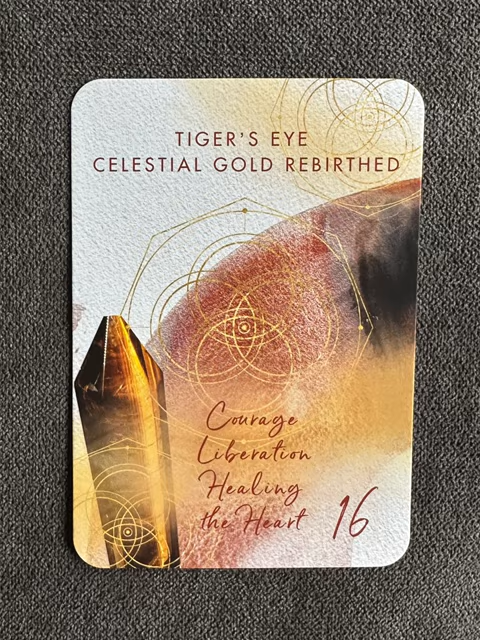 TIGER'S EYE
CELESTIAL GOLD REBIRTHED
Courage
Liberation
Healing
the Heart
16